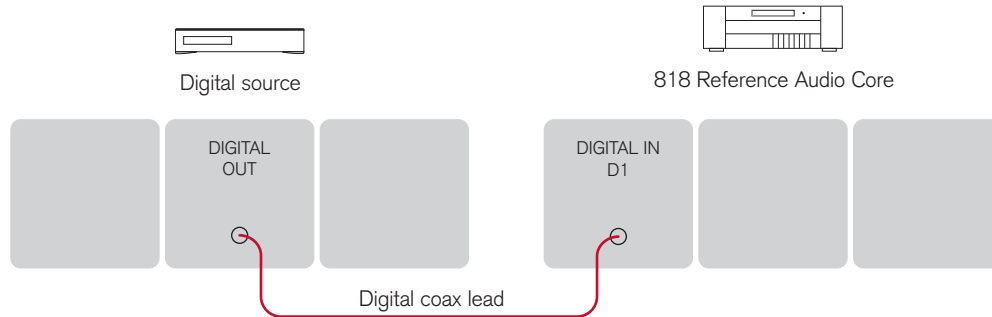 Digital source
818 Reference Audio Core
DIGITAL
OUT
DIGITAL IN
D1
Digital coax lead